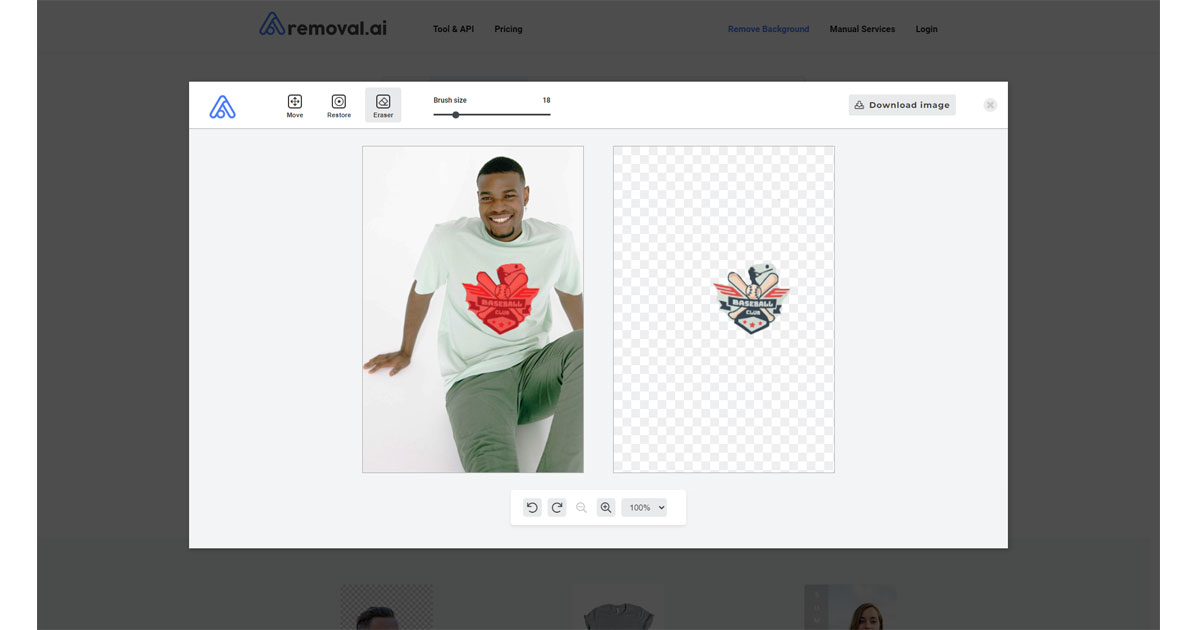 removal.ai
Tool & API
Pricing
Remove Background
Manual Services
Login
Move
Restore
Eraser
Brush size
18
Download image
BASEBALL
CLUB
BASEBALL
CLUB
100%